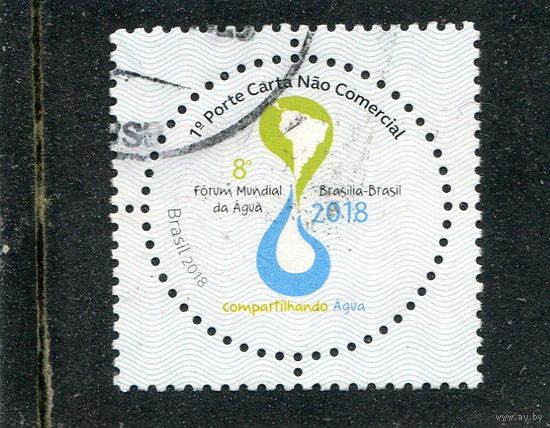 1º Porte Carta Não Comercial
8º
Fórum Mundial
da Água
Brasília-Brasil
2018
Brasil 2018
compartilhando Água
www.ay.by